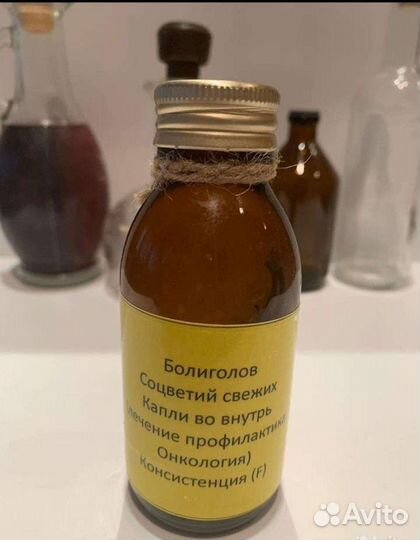 Болиголов
Соцветий свежих
Капли во внутрь
(лечение профилактика
Онкология)
Консистенция (F)
Avito